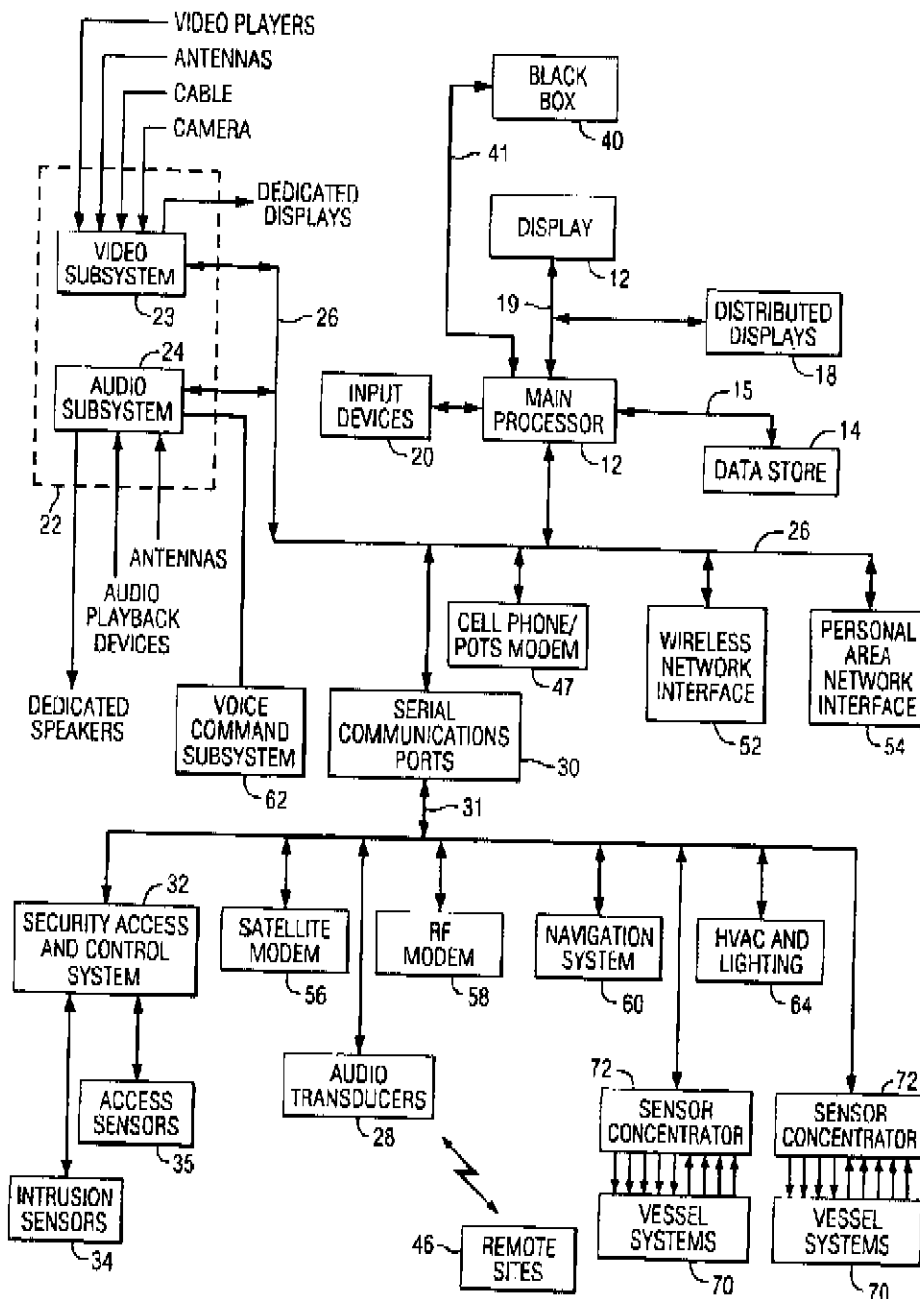 VIDEO PLAYERS
ANTENNAS
CABLE
CAMERA
DEDICATED
DISPLAYS
VIDEO
SUBSYSTEM
23
26
24
AUDIO
SUBSYSTEM
22
ANTENNAS
AUDIO
PLAYBACK
DEVICES
DEDICATED
SPEAKERS
VOICE
COMMAND
SUBSYSTEM
62
BLACK
BOX
40
41
DISPLAY
12
19
DISTRIBUTED
DISPLAYS
18
INPUT
DEVICES
20
MAIN
PROCESSOR
12
15
14
DATA STORE
26
CELL PHONE/
POTS MODEM
47
WIRELESS
NETWORK
INTERFACE
52
PERSONAL
AREA
NETWORK
INTERFACE
54
SERIAL
COMMUNICATIONS
PORTS
30
31
32
SECURITY ACCESS
AND CONTROL
SYSTEM
SATELLITE
MODEM
56
RF
MODEM
58
NAVIGATION
SYSTEM
60
HVAC AND
LIGHTING
64
ACCESS
SENSORS
35
INTRUSION
SENSORS
34
AUDIO
TRANSDUCERS
28
46
REMOTE
SITES
72
SENSOR
CONCENTRATOR
VESSEL SYSTEMS
70
72
SENSOR
CONCENTRATOR
VESSEL SYSTEMS
70